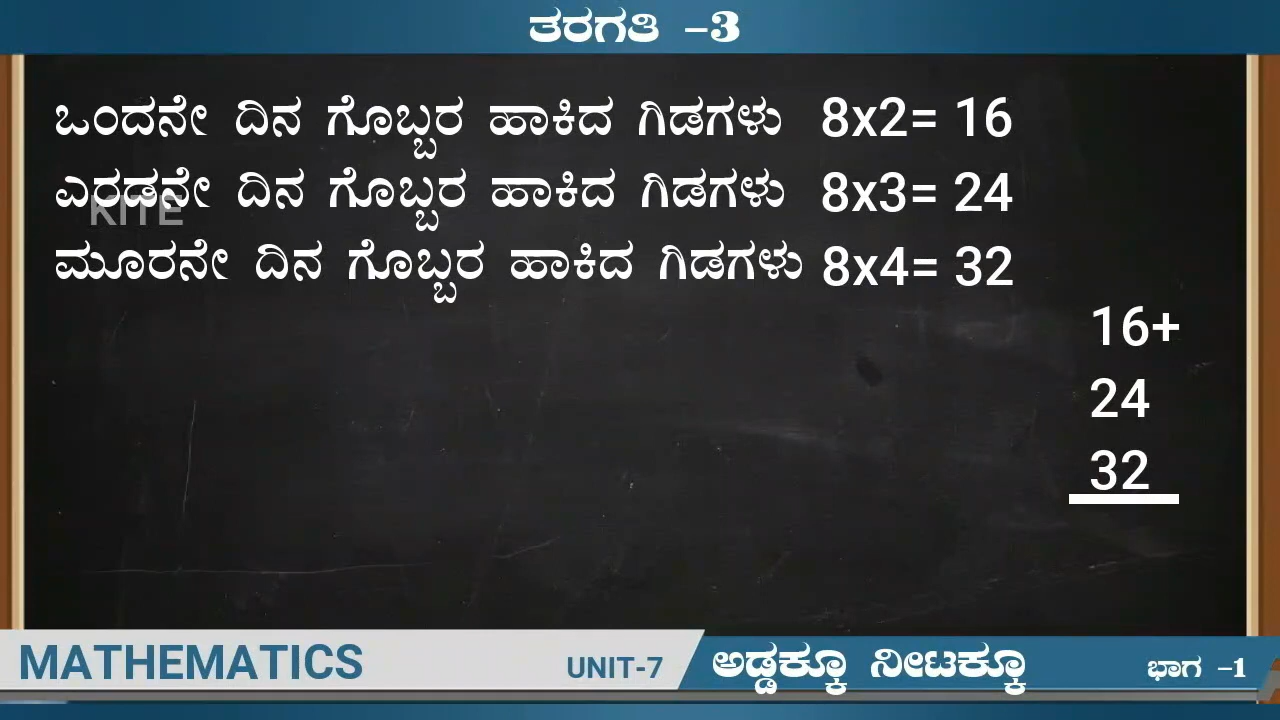 ತರಗತಿ -3
ಒಂದನೇ ದಿನ ಗೊಬ್ಬರ ಹಾಕಿದ ಗಿಡಗಳು 8x2= 16
ಎರಡನೇ ದಿನ ಗೊಬ್ಬರ ಹಾಕಿದ ಗಿಡಗಳು 8x3= 24
KITE
ಮೂರನೇ ದಿನ ಗೊಬ್ಬರ ಹಾಕಿದ ಗಿಡಗಳು 8x4= 32
16+
24
32
MATHEMATICS UNIT-7 ಅಡ್ಡಕ್ಕೂ ನೀಟಕ್ಕೂ ಭಾಗ -1